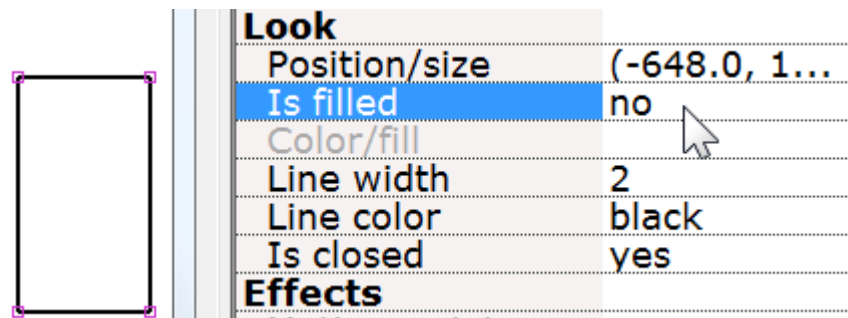 Look
Position/size (-648.0, 1...
Is filled no
Color/fill
Line width 2
Line color black
Is closed yes
Effects